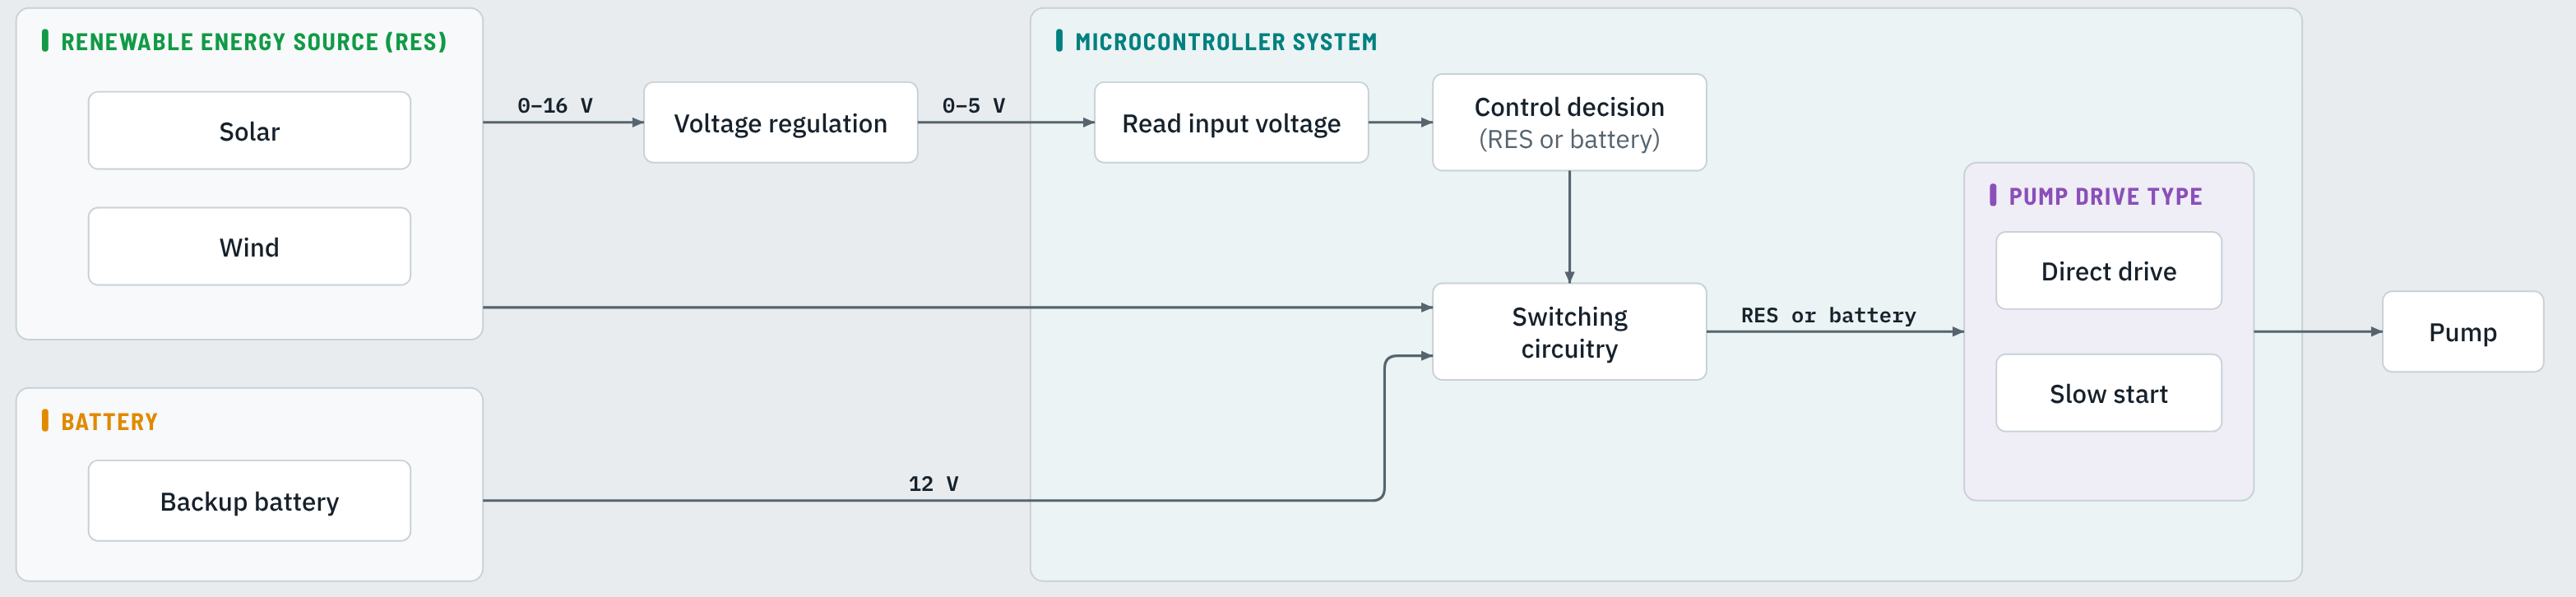 RENEWABLE ENERGY SOURCE (RES)
Solar
Wind
0–16 V
Voltage regulation
0–5 V
MICROCONTROLLER SYSTEM
Read input voltage
Control decision
(RES or battery)
Switching
circuitry
RES or battery
PUMP DRIVE TYPE
Direct drive
Slow start
Pump
BATTERY
Backup battery
12 V